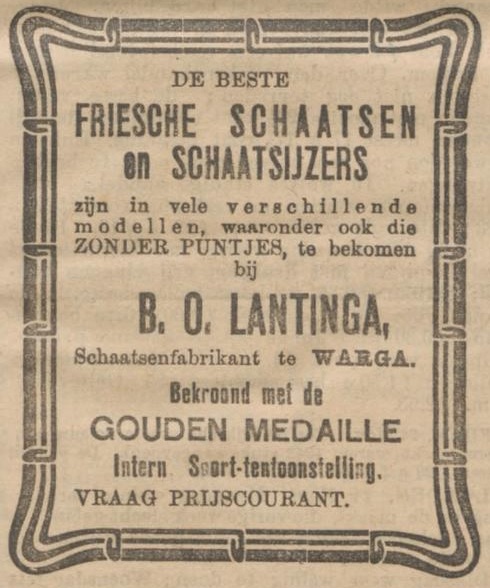 DE BESTE
FRIESCHE SCHAATSEN
en SCHAATSIJZERS
zijn in vele verschillende
modellen, waaronder ook die
ZONDER PUNTJES, te bekomen
bij
B. O. LANTINGA,
Schaatsenfabrikant te WARGA.
Bekroond met de
GOUDEN MEDAILLE
Intern Sport-tentoonstelling.
VRAAG PRIJSCOURANT.